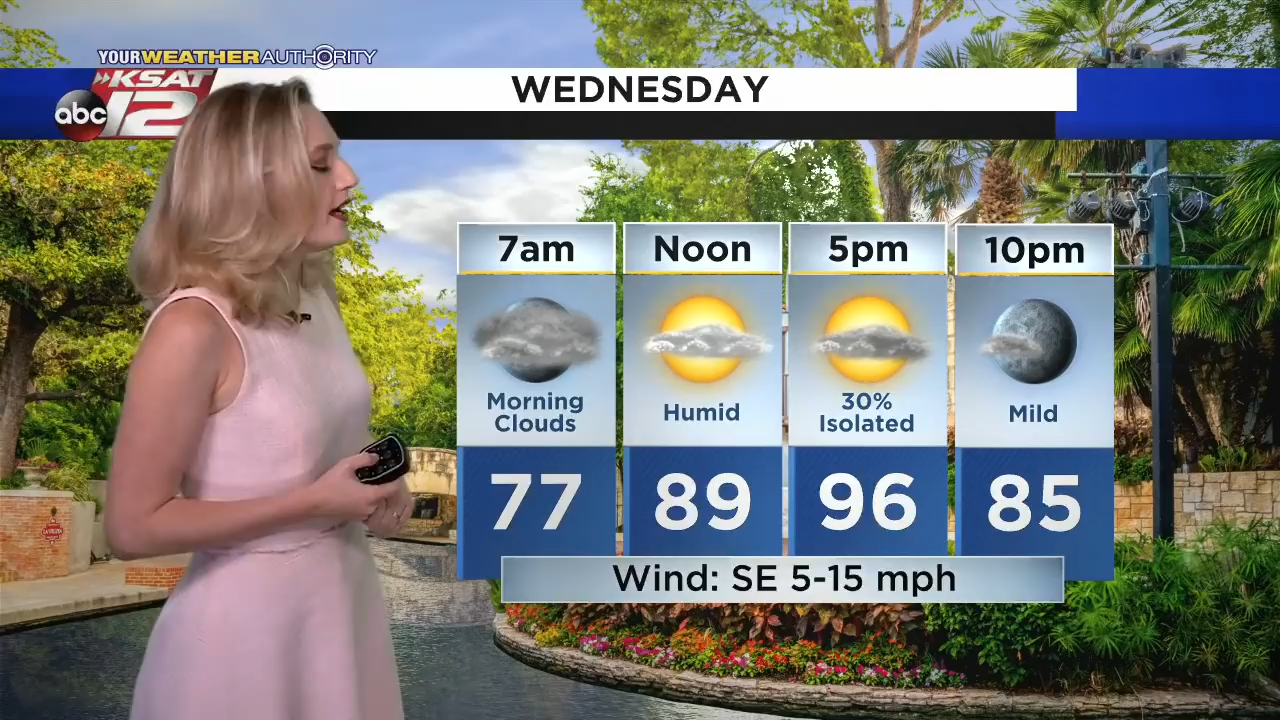 YOURWEATHERAUTHORITY
KSAT
abc 12
WEDNESDAY
7am
Noon
5pm
10pm
Morning
Clouds
Humid
30%
Isolated
Mild
77
89
96
85
Wind: SE 5-15 mph